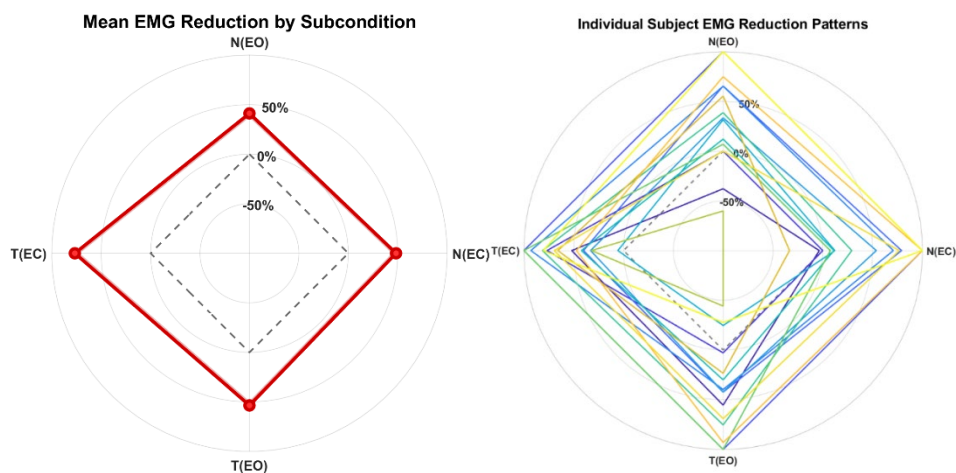 Mean EMG Reduction by Subcondition
N(EO)
50%
0%
-50%
T(EC)
N(EC)
T(EO)
Individual Subject EMG Reduction Patterns
N(EO)
50%
0%
-50%
T(EC)
N(EC)
T(EO)